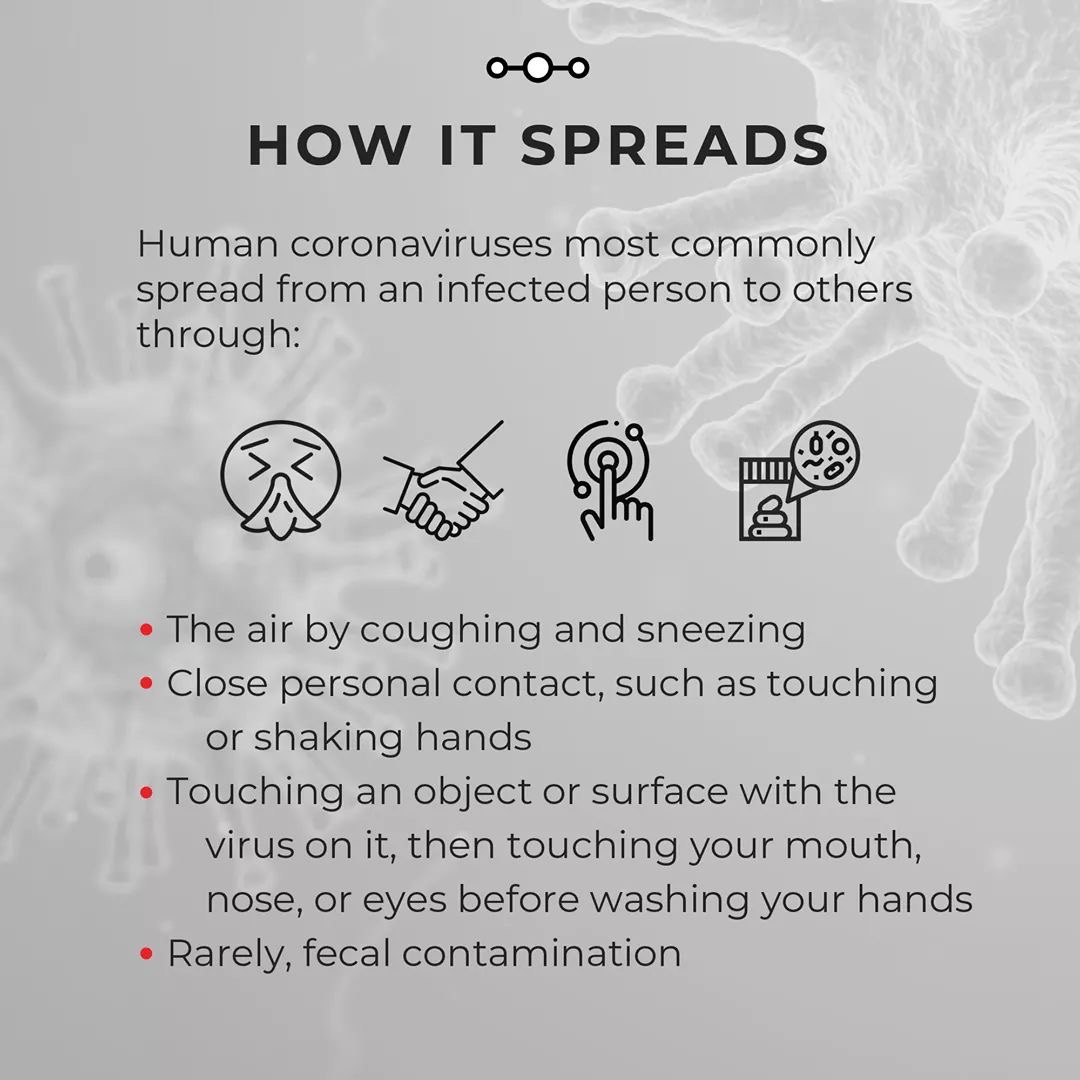 HOW IT SPREADS
Human coronaviruses most commonly
spread from an infected person to others
through:
• The air by coughing and sneezing
• Close personal contact, such as touching
or shaking hands
• Touching an object or surface with the
virus on it, then touching your mouth,
nose, or eyes before washing your hands
• Rarely, fecal contamination